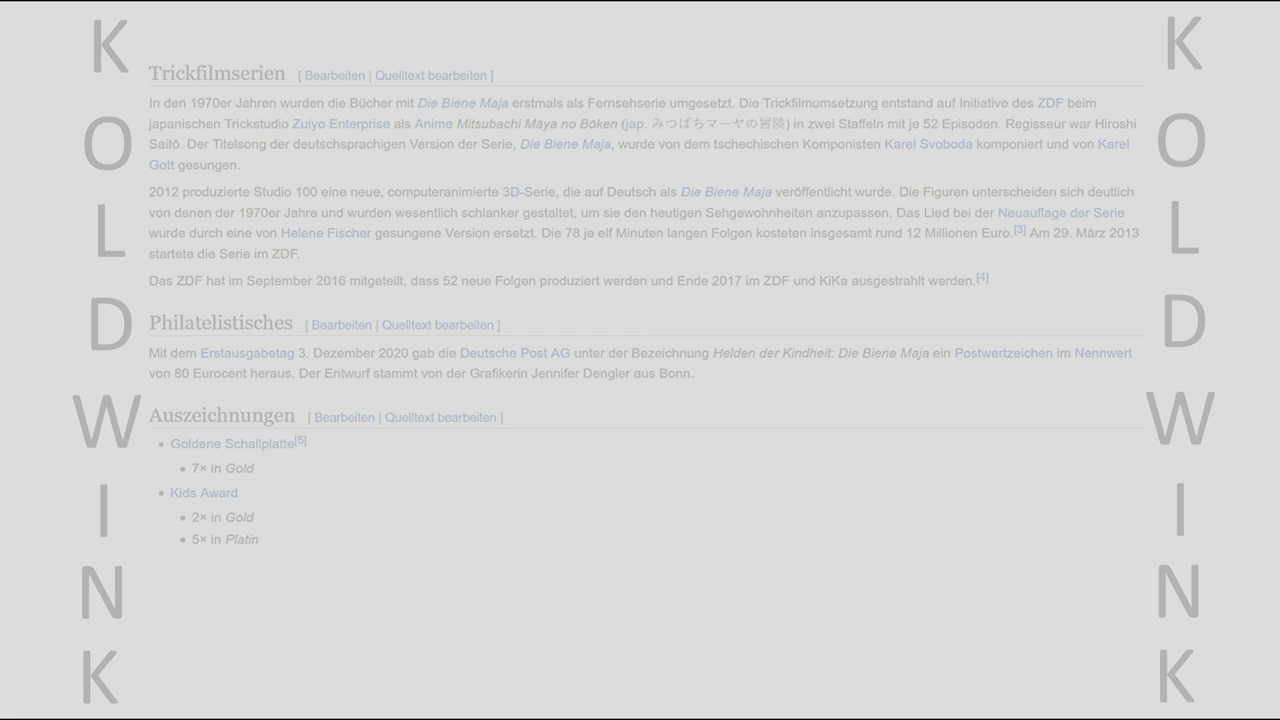 K
O
L
D
W
I
N
K
Trickfilmserien [ Bearbeiten | Quelltext bearbeiten ]
In den 1970er Jahren wurden die Bücher mit Die Biene Maja erstmals als Fernsehserie umgesetzt. Die Trickfilmumsetzung entstand auf Initiative des ZDF beim
japanischen Trickstudio Zuiyo Enterprise als Anime Mitsubachi Māya no Bōken (jap. みつばちマーヤの冒険) in zwei Staffeln mit je 52 Episoden. Regisseur war Hiroshi
Saitō. Der Titelsong der deutschsprachigen Version der Serie, Die Biene Maja, wurde von dem tschechischen Komponisten Karel Svoboda komponiert und von Karel
Gott gesungen.
2012 produzierte Studio 100 eine neue, computeranimierte 3D-Serie, die auf Deutsch als Die Biene Maja veröffentlicht wurde. Die Figuren unterscheiden sich deutlich
von denen der 1970er Jahre und wurden wesentlich schlanker gestaltet, um sie den heutigen Sehgewohnheiten anzupassen. Das Lied bei der Neuauflage der Serie
wurde durch eine von Helene Fischer gesungene Version ersetzt. Die 78 je elf Minuten langen Folgen kosteten insgesamt rund 12 Millionen Euro.[3] Am 29. März 2013
startete die Serie im ZDF.
Das ZDF hat im September 2016 mitgeteilt, dass 52 neue Folgen produziert werden und Ende 2017 im ZDF und KiKa ausgestrahlt werden.[4]
Philatelistisches [ Bearbeiten | Quelltext bearbeiten ]
Mit dem Erstausgabetag 3. Dezember 2020 gab die Deutsche Post AG unter der Bezeichnung Helden der Kindheit: Die Biene Maja ein Postwertzeichen im Nennwert
von 80 Eurocent heraus. Der Entwurf stammt von der Grafikerin Jennifer Dengler aus Bonn.
Auszeichnungen [ Bearbeiten | Quelltext bearbeiten ]
• Goldene Schallplatte[5]
• 7× in Gold
• Kids Award
• 2× in Gold
• 5× in Platin
K
O
L
D
W
I
N
K